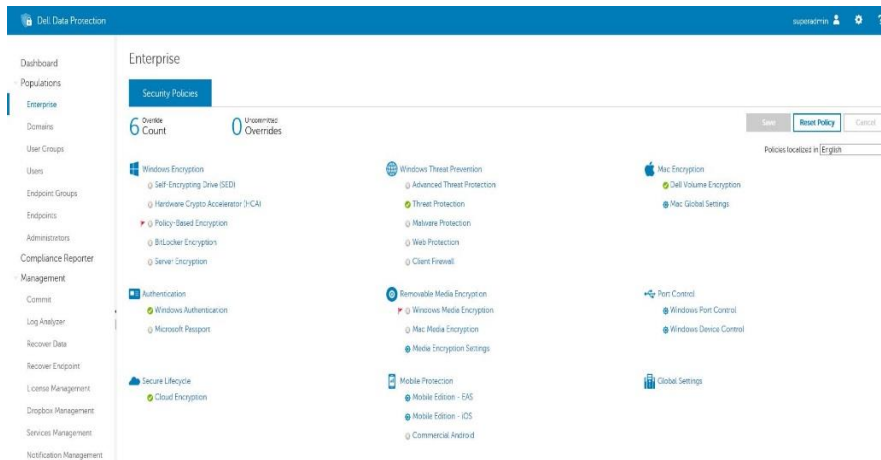 Dell Data Protection
superadmin
?
Dashboard
Populations
Enterprise
Domains
User Groups
Users
Endpoint Groups
Endpoints
Administrators
Compliance Reporter
Management
Commit
Log Analyzer
Recover Data
Recover Endpoint
License Management
Dropbox Management
Services Management
Notification Management
Enterprise
Security Policies
6 Override Count
0 Uncommitted Overrides
Save
Reset Policy
Cancel
Policies localized in English
Windows Encryption
Self-Encrypting Drive (SED)
Hardware Crypto Accelerator (HCA)
Policy-Based Encryption
BitLocker Encryption
Server Encryption
Windows Threat Prevention
Advanced Threat Protection
Threat Protection
Malware Protection
Web Protection
Client Firewall
Mac Encryption
Dell Volume Encryption
Mac Global Settings
Authentication
Windows Authentication
Microsoft Passport
Removable Media Encryption
Windows Media Encryption
Mac Media Encryption
Media Encryption Settings
Port Control
Windows Port Control
Windows Device Control
Secure Lifecycle
Cloud Encryption
Mobile Protection
Mobile Edition - EAS
Mobile Edition - iOS
Commercial Android
Global Settings